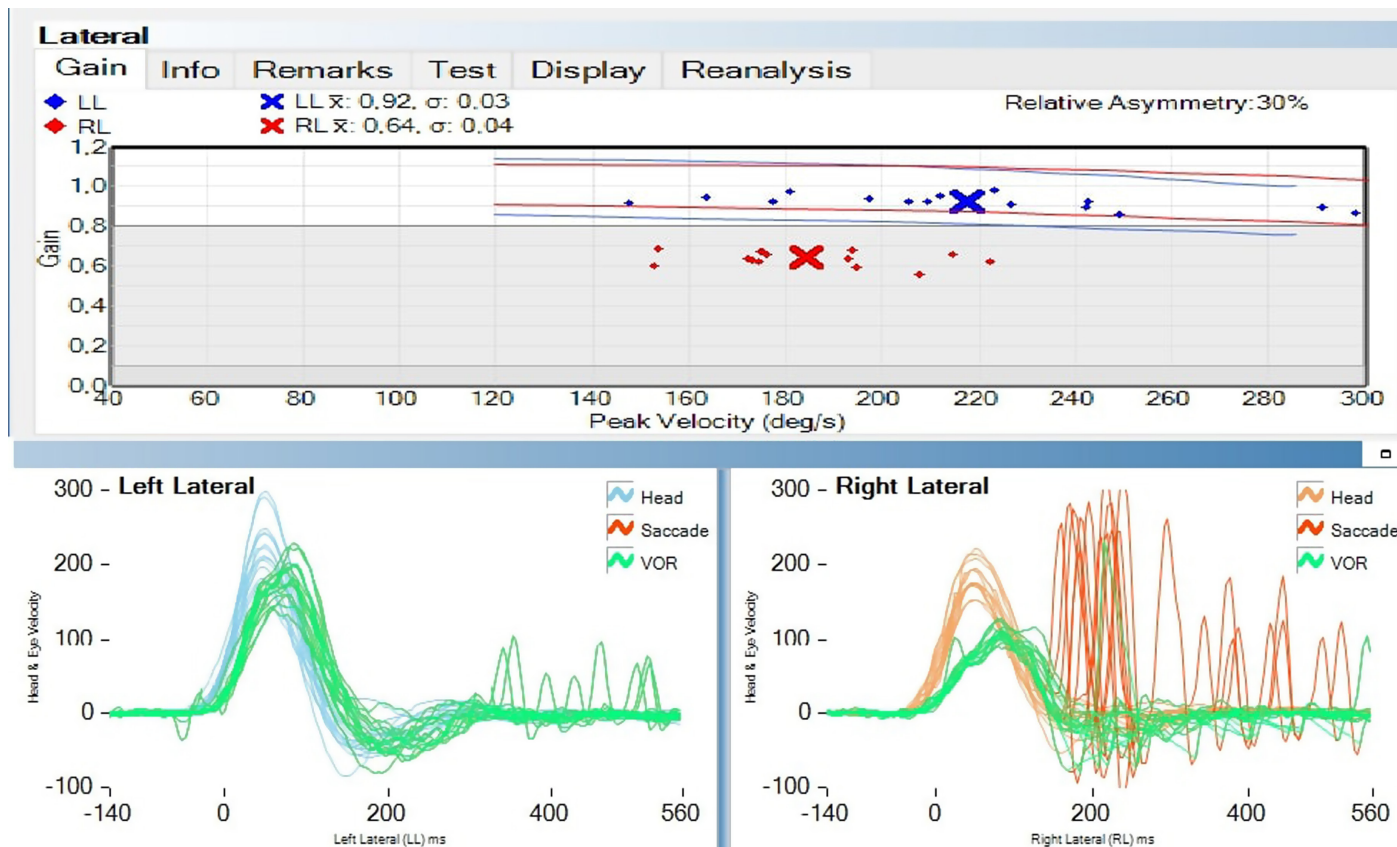 Lateral
Gain Info Remarks Test Display Reanalysis
LL LL x̄: 0.92, σ: 0.03 Relative Asymmetry: 30%
RL RL x̄: 0.64, σ: 0.04
1.2
1.0
0.8
0.6
0.4
0.2
0.0
Gain
40 60 80 100 120 140 160 180 200 220 240 260 280 300
Peak Velocity (deg/s)
Left Lateral
300
200
100
0
-100
Head & Eye Velocity
Head
Saccade
VOR
-140 0 200 400 560
Left Lateral (LL) ms
Right Lateral
300
200
100
0
-100
Head & Eye Velocity
Head
Saccade
VOR
-140 0 200 400 560
Right Lateral (RL) ms